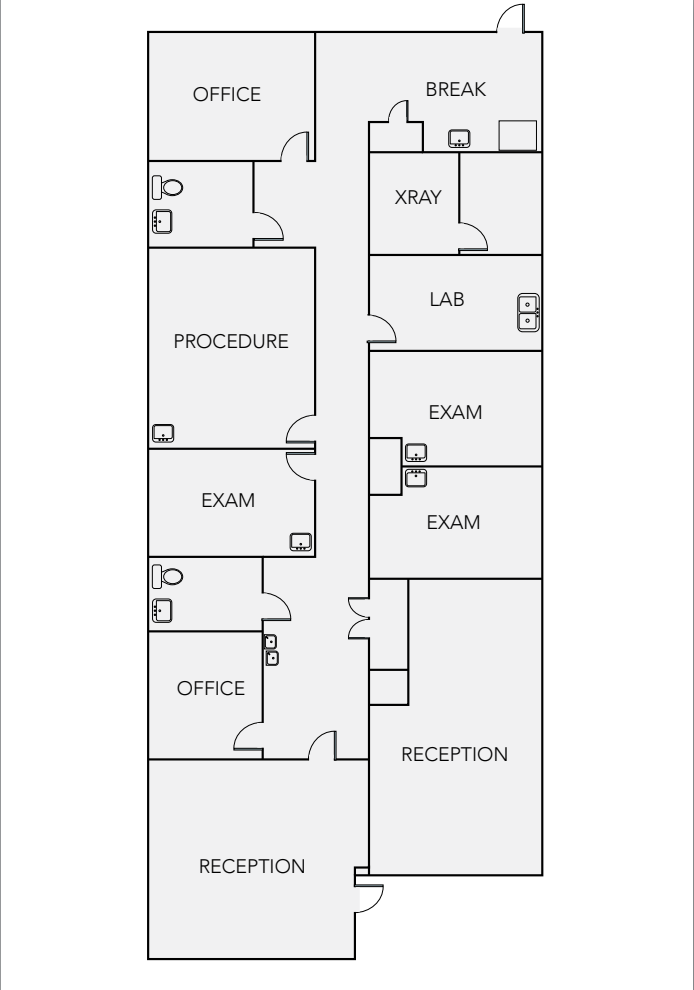 BREAK
OFFICE
XRAY
LAB
PROCEDURE
EXAM
EXAM
EXAM
OFFICE
RECEPTION
RECEPTION